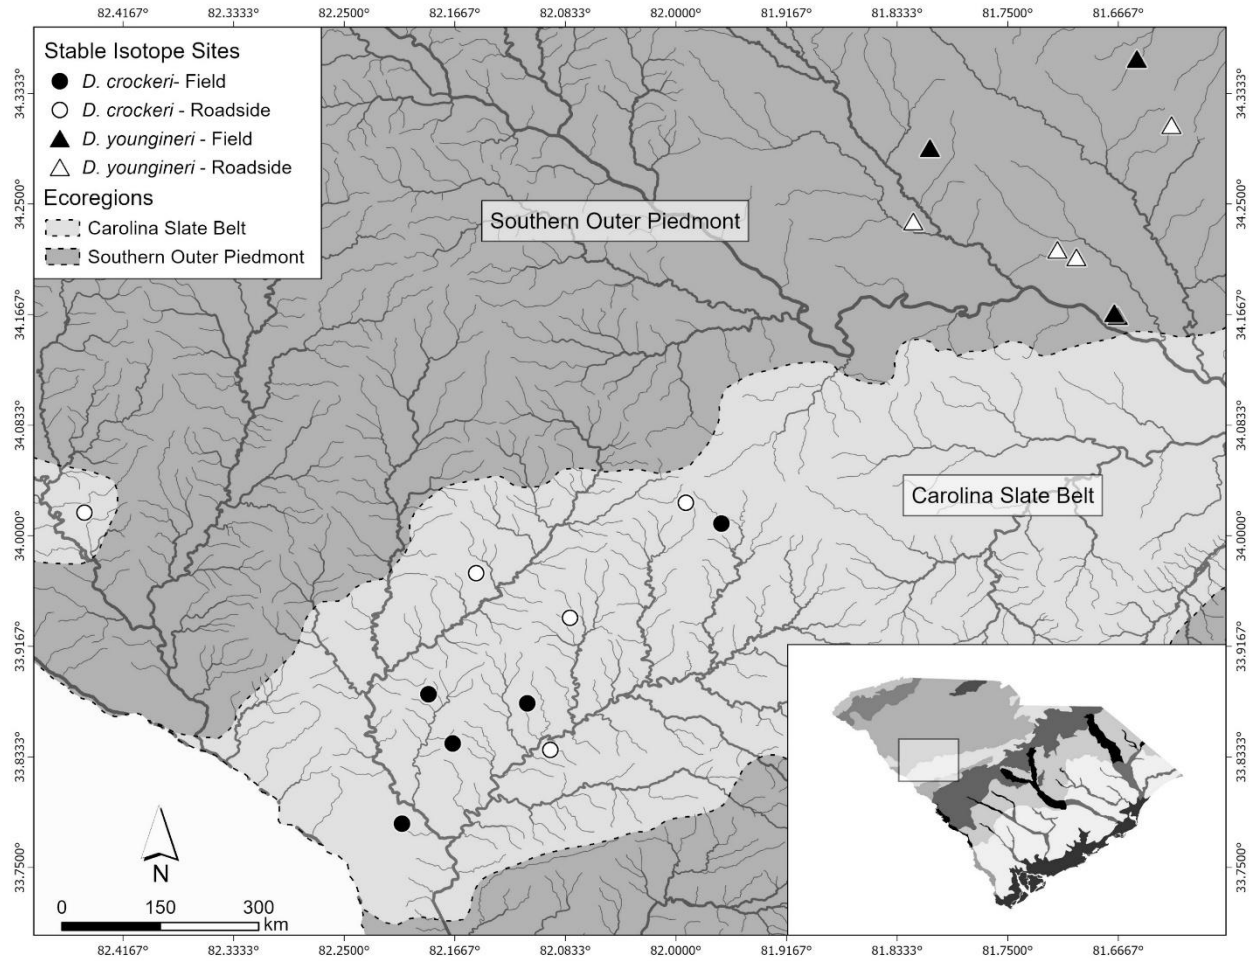 82.4167° 82.3333° 82.2500° 82.1667° 82.0833° 82.0000° 81.9167° 81.8333° 81.7500° 81.6667°
Stable Isotope Sites
D. crockeri- Field
D. crockeri - Roadside
D. youngineri - Field
D. youngineri - Roadside
Ecoregions
Carolina Slate Belt
Southern Outer Piedmont
34.3333°
34.2500°
34.1667°
34.0833°
34.0000°
33.9167°
33.8333°
33.7500°
Southern Outer Piedmont
Carolina Slate Belt
34.3333°
34.2500°
34.1667°
34.0833°
34.0000°
33.9167°
33.8333°
33.7500°
N
0 150 300
km
82.4167° 82.3333° 82.2500° 82.1667° 82.0833° 82.0000° 81.9167° 81.8333° 81.7500° 81.6667°